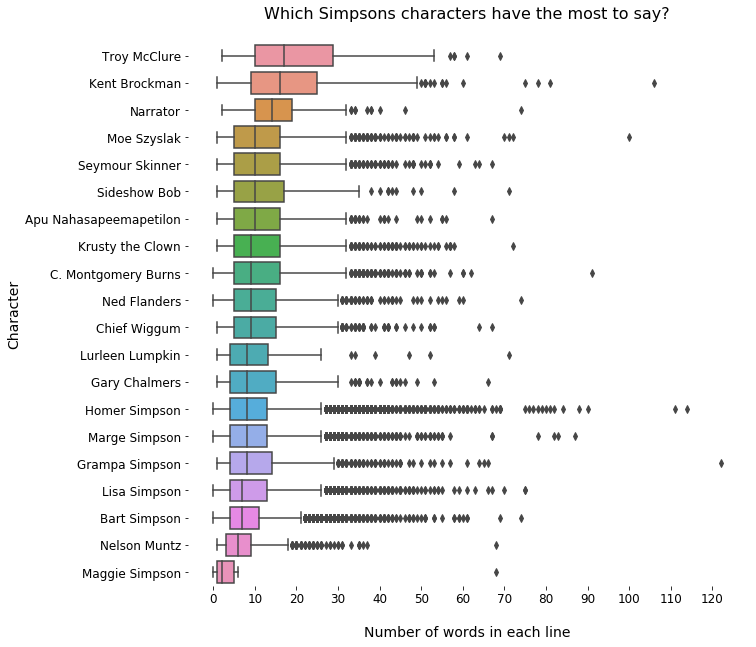 Which Simpsons characters have the most to say?
Character
Troy McClure
Kent Brockman
Narrator
Moe Szyslak
Seymour Skinner
Sideshow Bob
Apu Nahasapeemapetilon
Krusty the Clown
C. Montgomery Burns
Ned Flanders
Chief Wiggum
Lurleen Lumpkin
Gary Chalmers
Homer Simpson
Marge Simpson
Grampa Simpson
Lisa Simpson
Bart Simpson
Nelson Muntz
Maggie Simpson
0 10 20 30 40 50 60 70 80 90 100 110 120
Number of words in each line